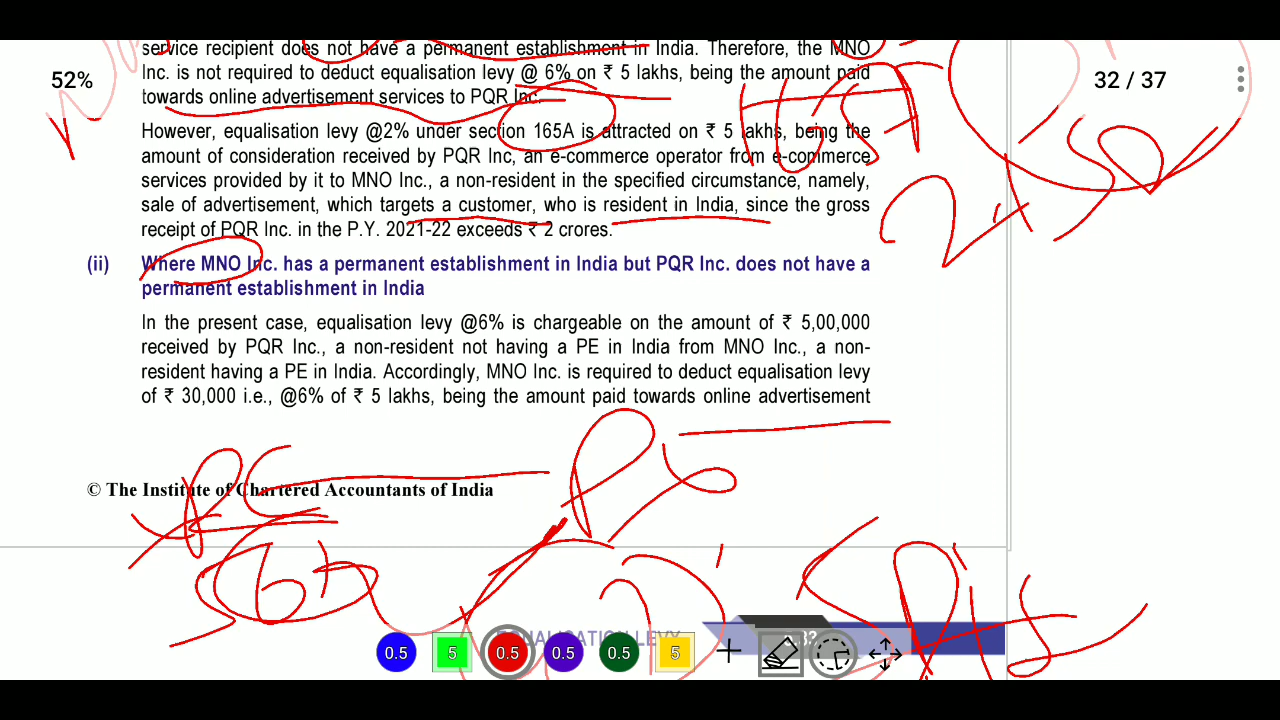 service recipient does not have a permanent establishment in India. Therefore, the MNO
52%
Inc. is not required to deduct equalisation levy @ 6% on ₹ 5 lakhs, being the amount paid
32 / 37
towards online advertisement services to PQR Inc.
However, equalisation levy @2% under section 165A is attracted on ₹ 5 lakhs, being the
amount of consideration received by PQR Inc, an e-commerce operator from e-commerce
services provided by it to MNO Inc., a non-resident in the specified circumstance, namely,
sale of advertisement, which targets a customer, who is resident in India, since the gross
receipt of PQR Inc. in the P.Y. 2021-22 exceeds ₹ 2 crores.
(ii) Where MNO Inc. has a permanent establishment in India but PQR Inc. does not have a
permanent establishment in India
In the present case, equalisation levy @6% is chargeable on the amount of ₹ 5,00,000
received by PQR Inc., a non-resident not having a PE in India from MNO Inc., a non-
resident having a PE in India. Accordingly, MNO Inc. is required to deduct equalisation levy
of ₹ 30,000 i.e., @6% of ₹ 5 lakhs, being the amount paid towards online advertisement
© The Institute of Chartered Accountants of India
EQUALISATION LEVY
0.5 5 0.5 0.5 0.5 5